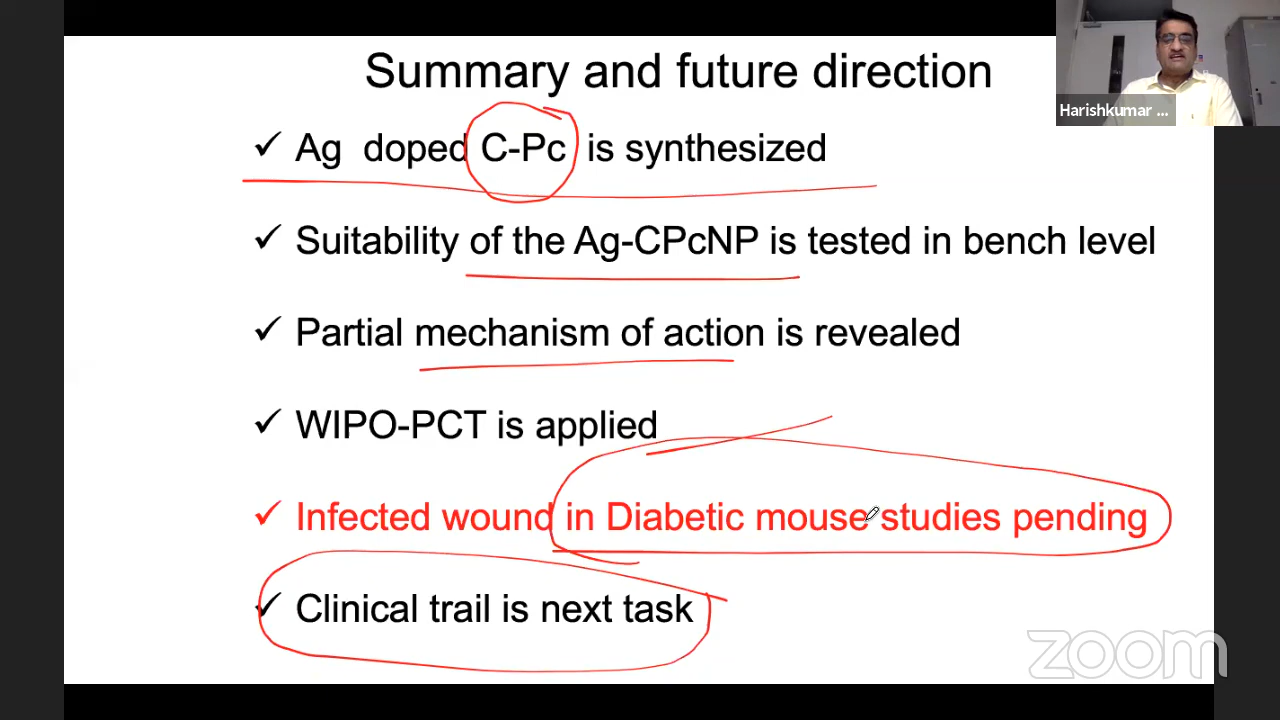 Summary and future direction
Harishkumar ...
✓ Ag doped C-Pc is synthesized
✓ Suitability of the Ag-CPcNP is tested in bench level
✓ Partial mechanism of action is revealed
✓ WIPO-PCT is applied
✓ Infected wound in Diabetic mouse studies pending
✓ Clinical trail is next task
zoom